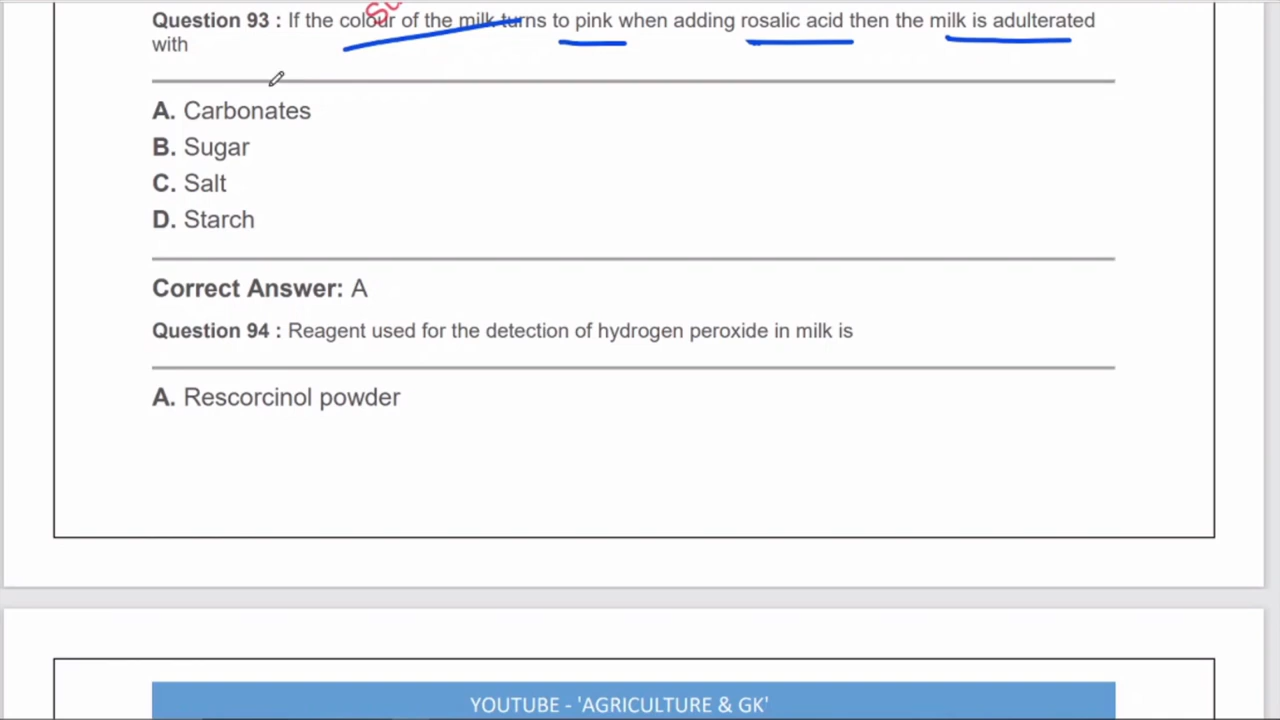 Question 93 : If the colour of the milk turns to pink when adding rosalic acid then the milk is adulterated
with
A. Carbonates
B. Sugar
C. Salt
D. Starch
Correct Answer: A
Question 94 : Reagent used for the detection of hydrogen peroxide in milk is
A. Rescorcinol powder
YOUTUBE - 'AGRICULTURE & GK'